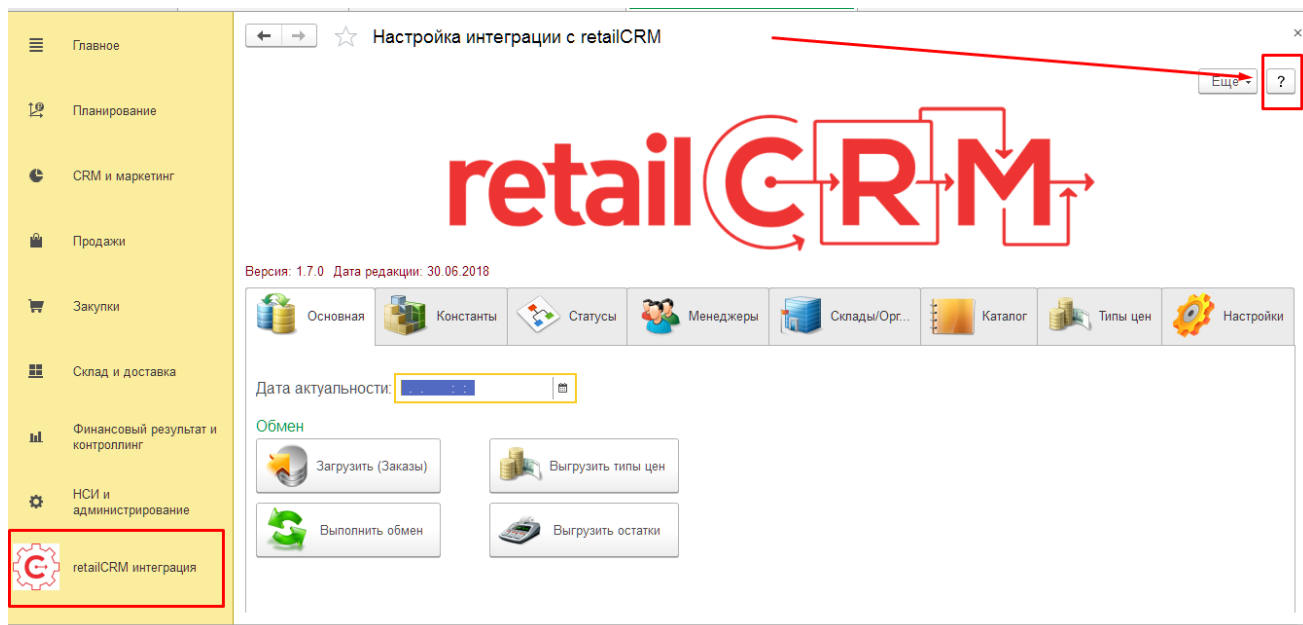 Главное
Планирование
CRM и маркетинг
Продажи
Закупки
Склад и доставка
Финансовый результат и
контроллинг
НСИ и
администрирование
retailCRM интеграция
Настройка интеграции с retailCRM
×
Еще
?
retailCRM
Версия: 1.7.0 Дата редакции: 30.06.2018
Основная
Константы
Статусы
Менеджеры
Склады/Орг...
Каталог
Типы цен
Настройки
Дата актуальности: . . : :
Обмен
Загрузить (Заказы)
Выгрузить типы цен
Выполнить обмен
Выгрузить остатки